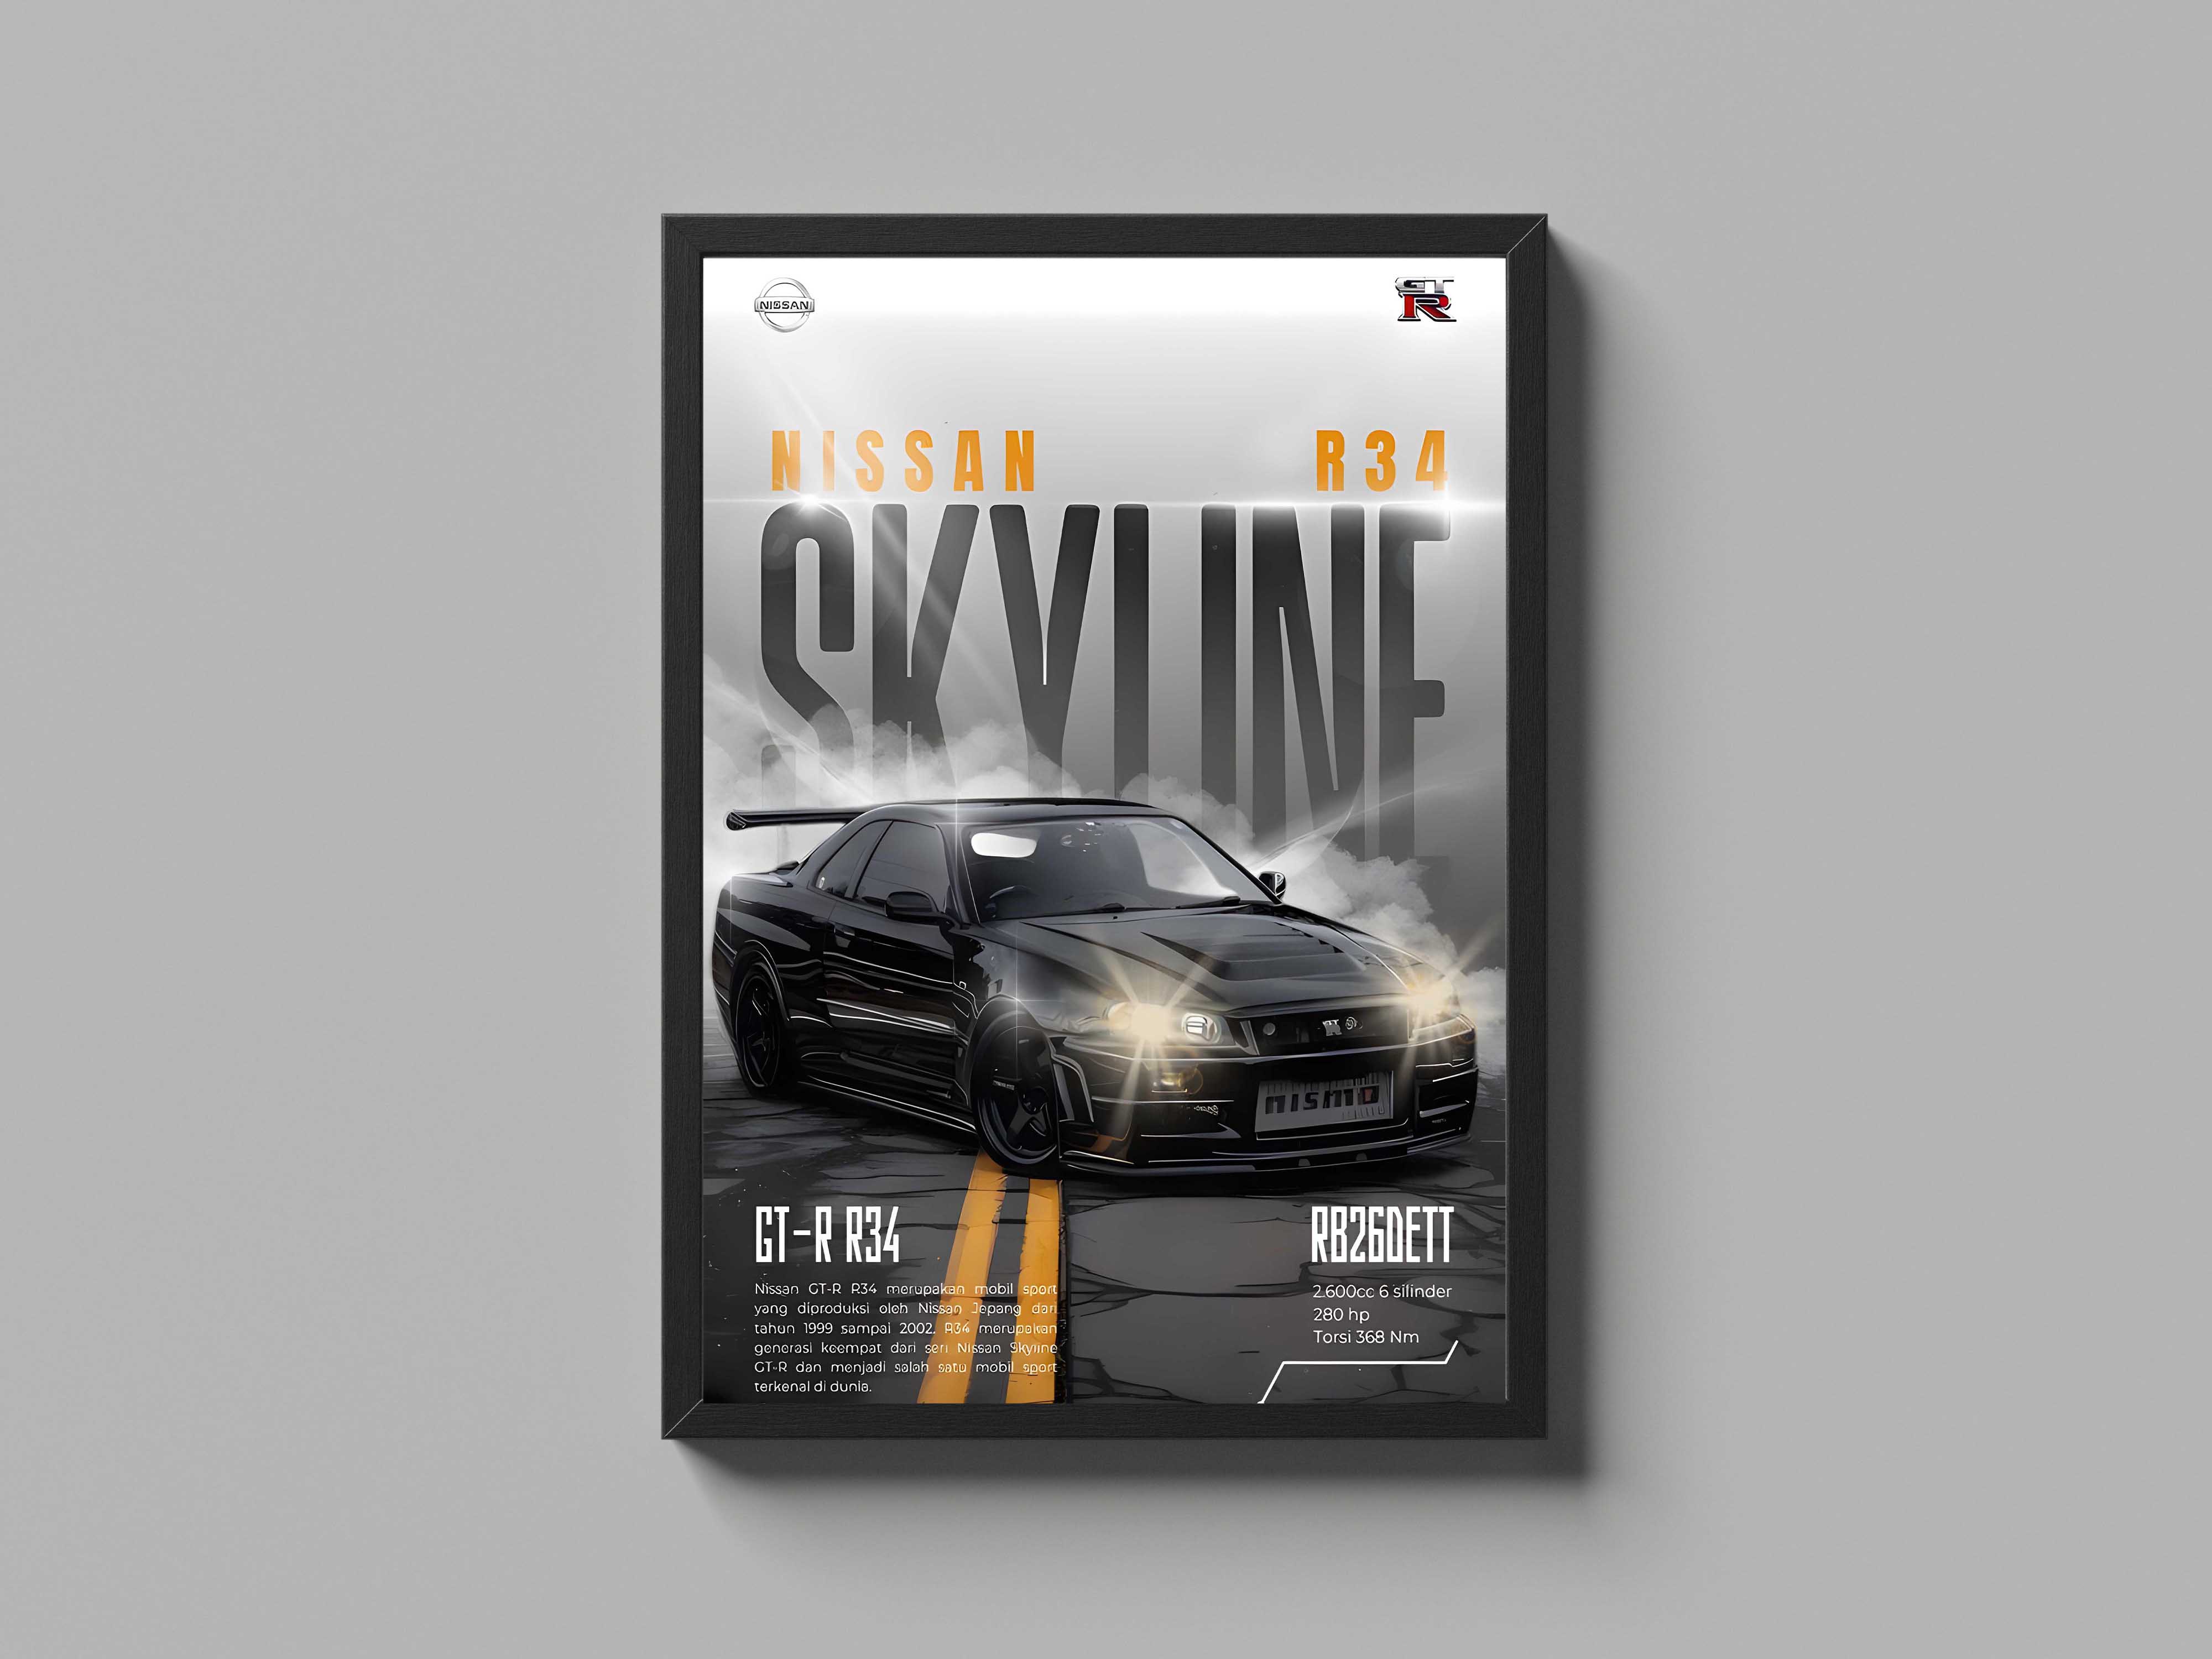 NISSAN
GT
R
NISSAN R34
SKYLINE
GT R
NISMO
GT-R R34
Nissan GT-R R34 merupakan mobil sport
yang diproduksi oleh Nissan Jepang dari
tahun 1999 sampai 2002. R34 merupakan
generasi keempat dari seri Nissan Skyline
GT-R dan menjadi salah satu mobil sport
terkenal di dunia.
RB26DETT
2.600cc 6 silinder
280 hp
Torsi 368 Nm